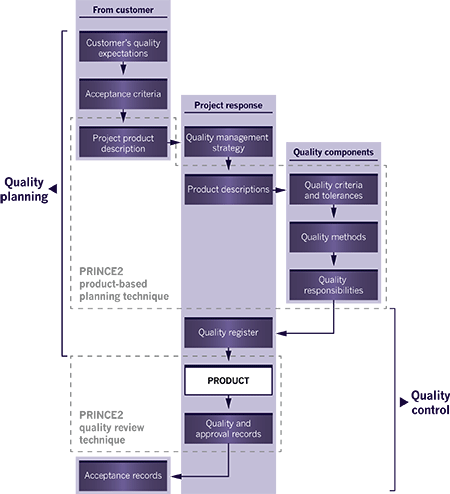 From customer
Customer's quality
expectations
Acceptance criteria
Project response
Project product
description
Quality management
strategy
Quality components
Quality
planning
Product descriptions
Quality criteria
and tolerances
Quality methods
PRINCE2
product-based
planning technique
Quality
responsibilities
Quality register
PRODUCT
Quality
control
PRINCE2
quality review
technique
Quality and
approval records
Acceptance records